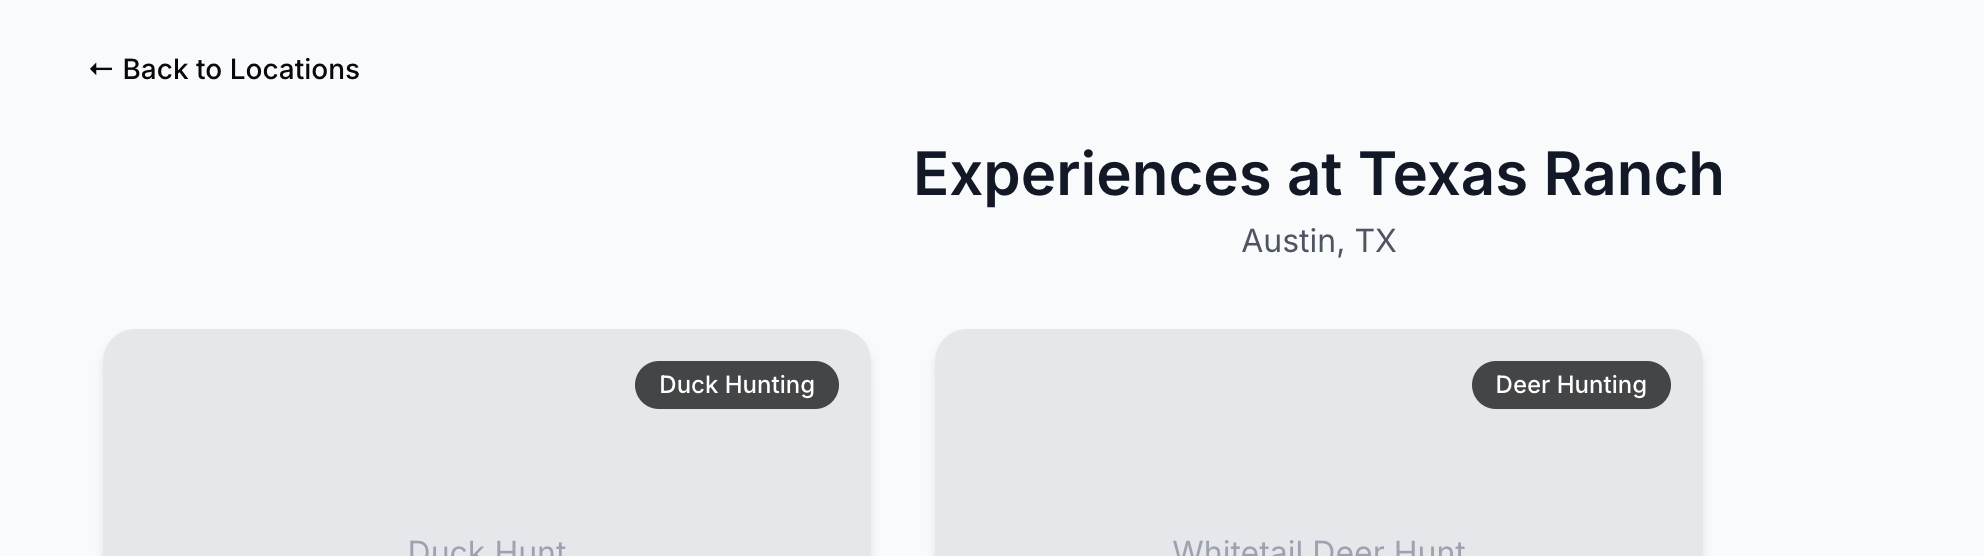 ← Back to Locations
Experiences at Texas Ranch
Austin, TX
Duck Hunting
Deer Hunting
Duck Hunt
Whitetail Deer Hunt